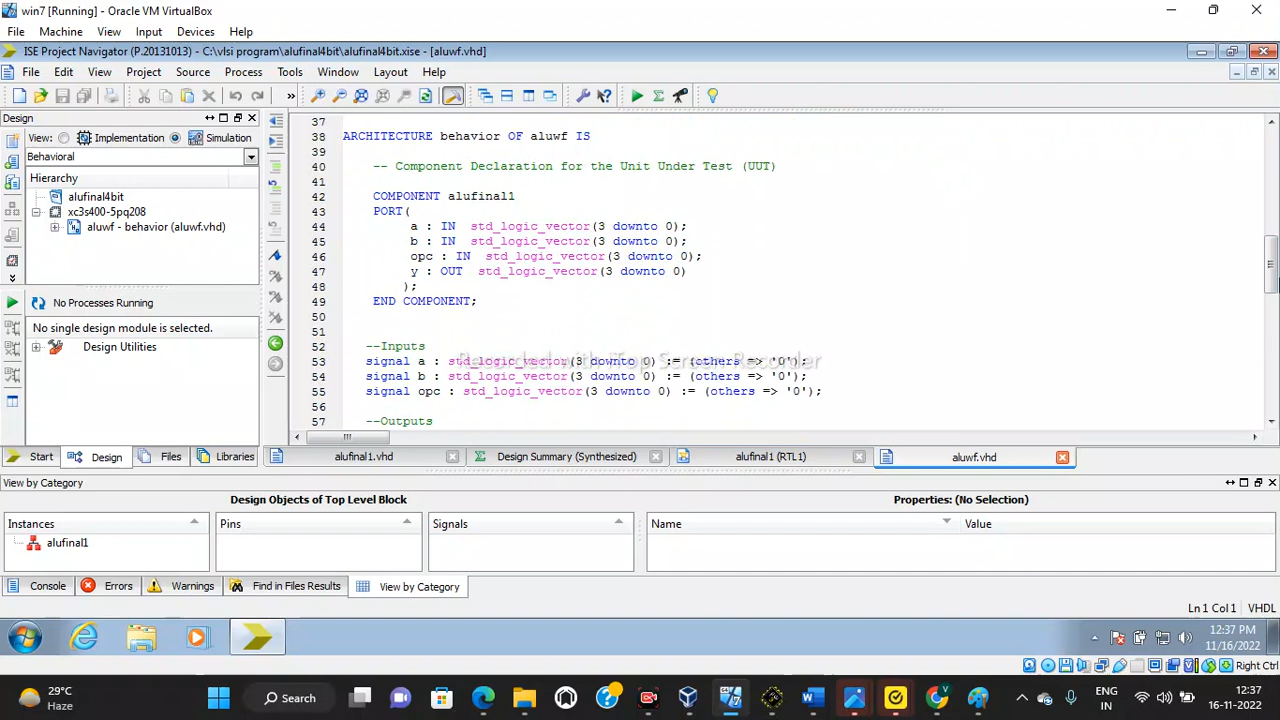 win7 [Running] - Oracle VM VirtualBox
File Machine View Input Devices Help
ISE Project Navigator (P.20131013) - C:\vlsi program\alufinal4bit\alufinal4bit.xise - [aluwf.vhd]
File Edit View Project Source Process Tools Window Layout Help
Design
View: Implementation Simulation
Behavioral
Hierarchy
alufinal4bit
xc3s400-5pq208
aluwf - behavior (aluwf.vhd)
No Processes Running
No single design module is selected.
Design Utilities
37
38 ARCHITECTURE behavior OF aluwf IS
39
40 -- Component Declaration for the Unit Under Test (UUT)
41
42 COMPONENT alufinal1
43 PORT(
44 a : IN std_logic_vector(3 downto 0);
45 b : IN std_logic_vector(3 downto 0);
46 opc : IN std_logic_vector(3 downto 0);
47 y : OUT std_logic_vector(3 downto 0)
48 );
49 END COMPONENT;
50
51
52 --Inputs
53 signal a : std_logic_vector(3 downto 0) := (others => '0');
54 signal b : std_logic_vector(3 downto 0) := (others => '0');
55 signal opc : std_logic_vector(3 downto 0) := (others => '0');
56
57 --Outputs
Recorded with iTop Screen Recorder
Start Design Files Libraries
alufinal1.vhd Design Summary (Synthesized) alufinal1 (RTL1) aluwf.vhd
View by Category
Design Objects of Top Level Block Properties: (No Selection)
Instances Pins Signals Name Value
alufinal1
Console Errors Warnings Find in Files Results View by Category
Ln 1 Col 1 VHDL
12:37 PM
11/16/2022
Right Ctrl
29°C
Haze
Search
ENG
IN
12:37
16-11-2022